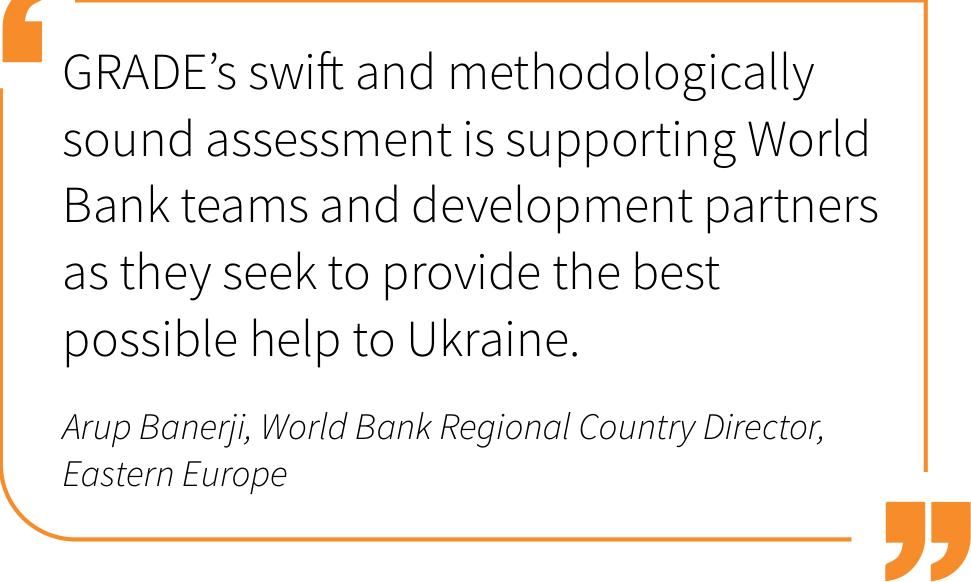 GRADE’s swift and methodologically
sound assessment is supporting World
Bank teams and development partners
as they seek to provide the best
possible help to Ukraine.
Arup Banerji, World Bank Regional Country Director,
Eastern Europe